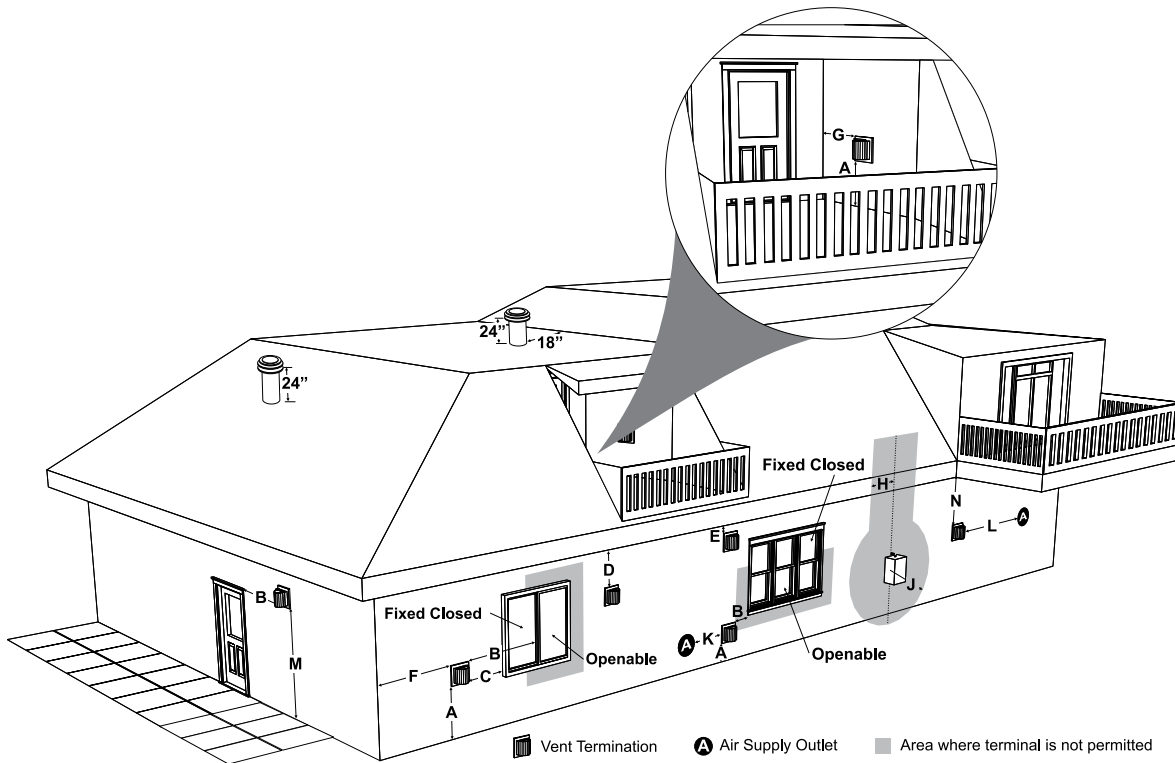 G
A
24”
18”
24”
Fixed Closed
H
N
L
A
E
D
J
B
Fixed Closed
B
B
K
A
A
Openable
Openable
M
F
C
A
Vent Termination
A Air Supply Outlet
Area where terminal is not permitted